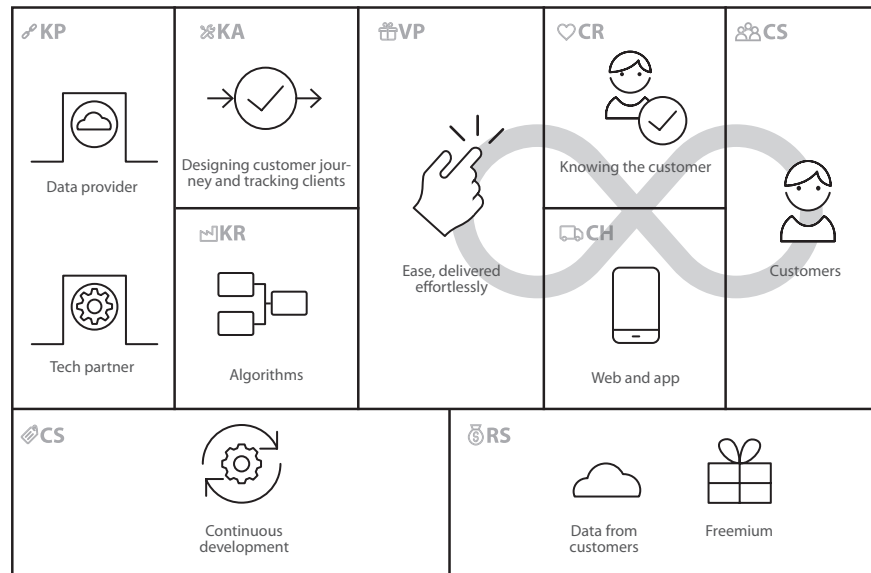 KP
Data provider
Tech partner
KA
Designing customer jour-
ney and tracking clients
KR
Algorithms
VP
Ease, delivered
effortlessly
CR
Knowing the customer
CH
Web and app
CS
Customers
CS
Continuous
development
$
RS
Data from
customers
Freemium